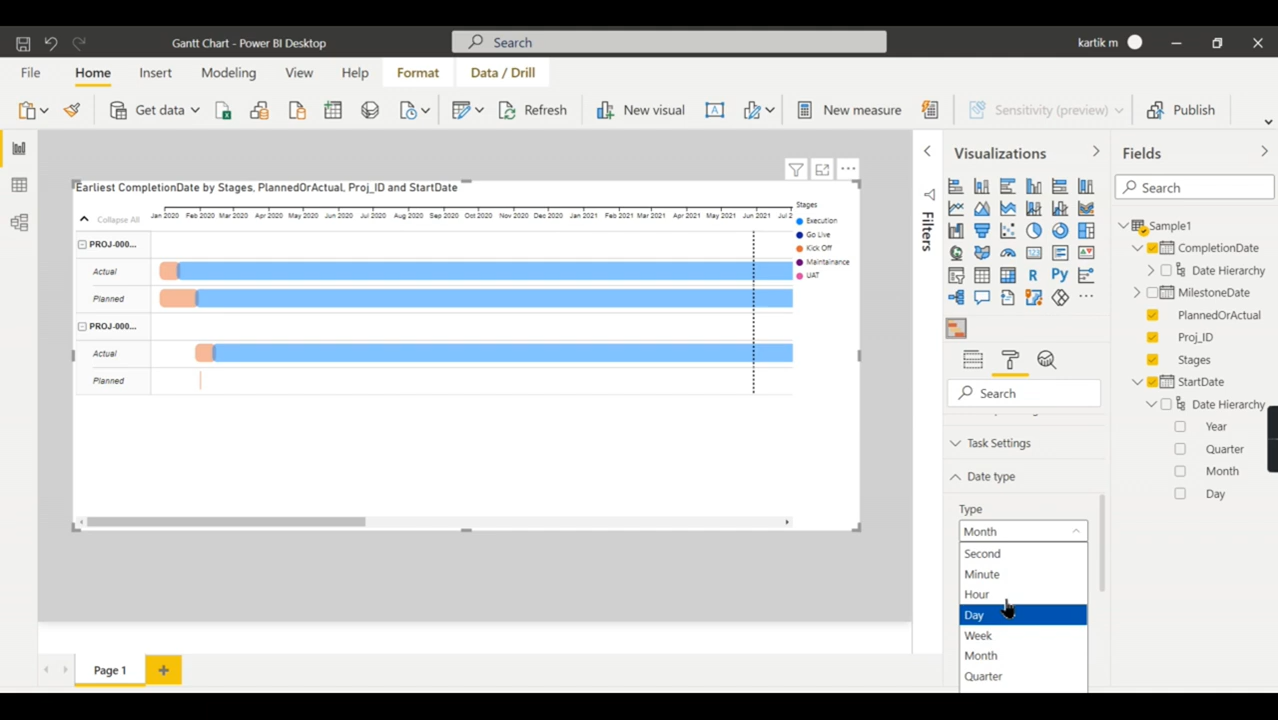 Gantt Chart - Power BI Desktop
Search
kartik m
File
Home
Insert
Modeling
View
Help
Format
Data / Drill
Get data
Refresh
New visual
New measure
Sensitivity (preview)
Publish
Earliest CompletionDate by Stages, PlannedOrActual, Proj_ID and StartDate
Collapse All
Jan 2020 Feb 2020 Mar 2020 Apr 2020 May 2020 Jun 2020 Jul 2020 Aug 2020 Sep 2020 Oct 2020 Nov 2020 Dec 2020 Jan 2021 Feb 2021 Mar 2021 Apr 2021 May 2021 Jun 2021 Jul 2
Stages
Execution
Go Live
Kick Off
Maintainance
UAT
PROJ-000...
Actual
Planned
PROJ-000...
Actual
Planned
Page 1
Filters
Visualizations
R
Py
Search
Task Settings
Date type
Type
Month
Second
Minute
Hour
Day
Week
Month
Quarter
Fields
Search
Sample1
CompletionDate
Date Hierarchy
MilestoneDate
PlannedOrActual
Proj_ID
Stages
StartDate
Date Hierarchy
Year
Quarter
Month
Day